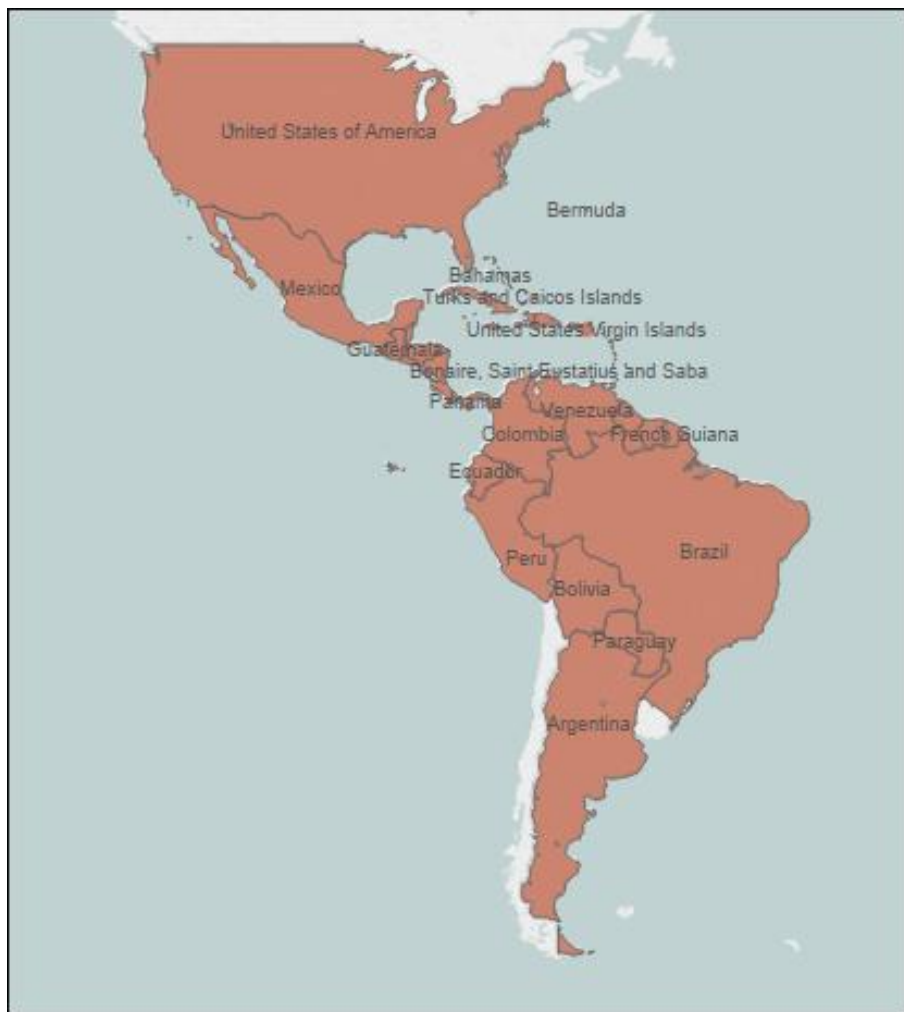 United States of America
Bermuda
Bahamas
Mexico
Turks and Caicos Islands
United States Virgin Islands
Guatemala
Bonaire, Saint Eustatius and Saba
Panama
Venezuela
Colombia
French Guiana
Ecuador
Brazil
Peru
Bolivia
Paraguay
Argentina